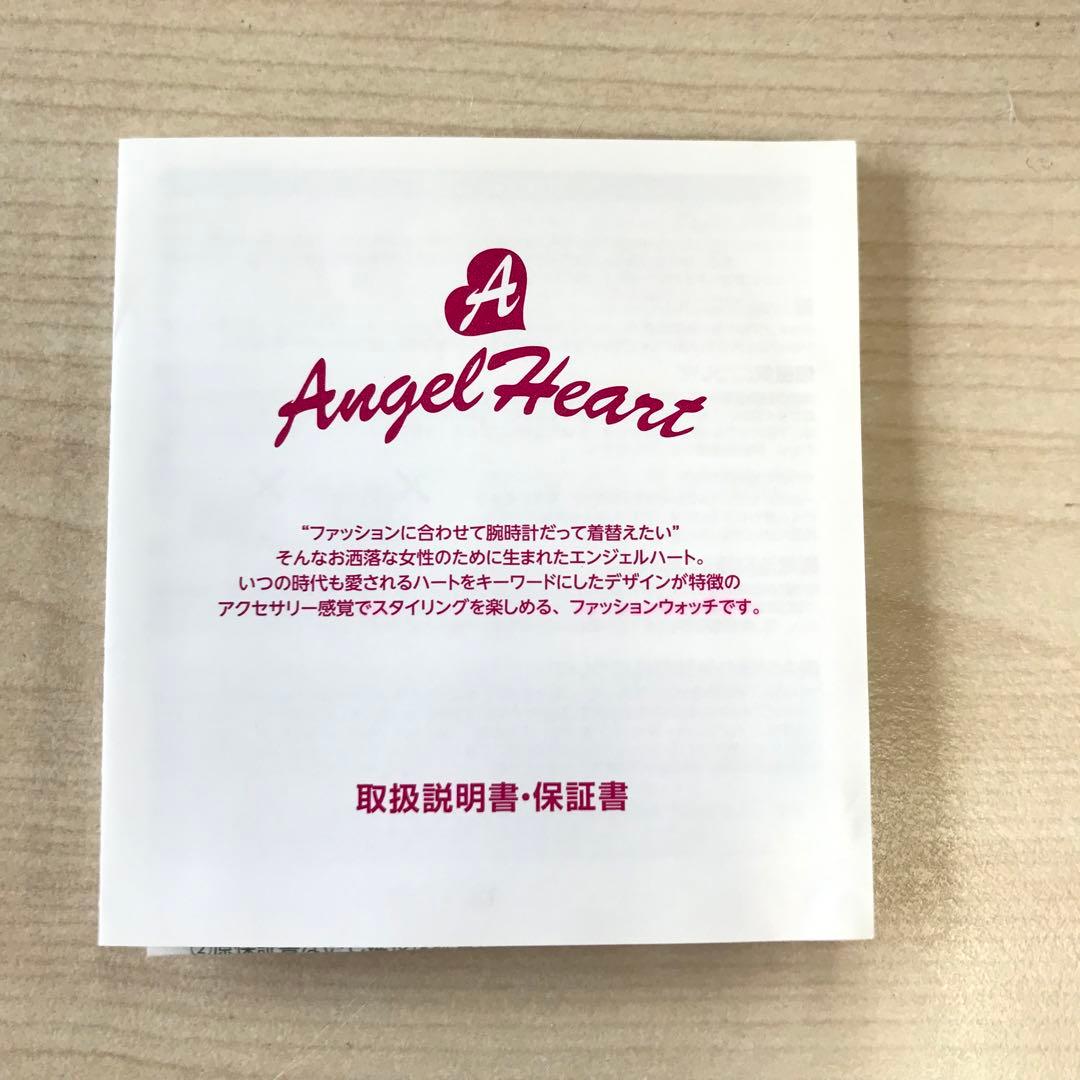 A
Angel Heart
“ファッションに合わせて腕時計だって着替えたい”
そんなお洒落な女性のために生まれたエンジェルハート。
いつの時代も愛されるハートをキーワードにしたデザインが特徴の
アクセサリー感覚でスタイリングを楽しめる、ファッションウォッチです。
取扱説明書・保証書